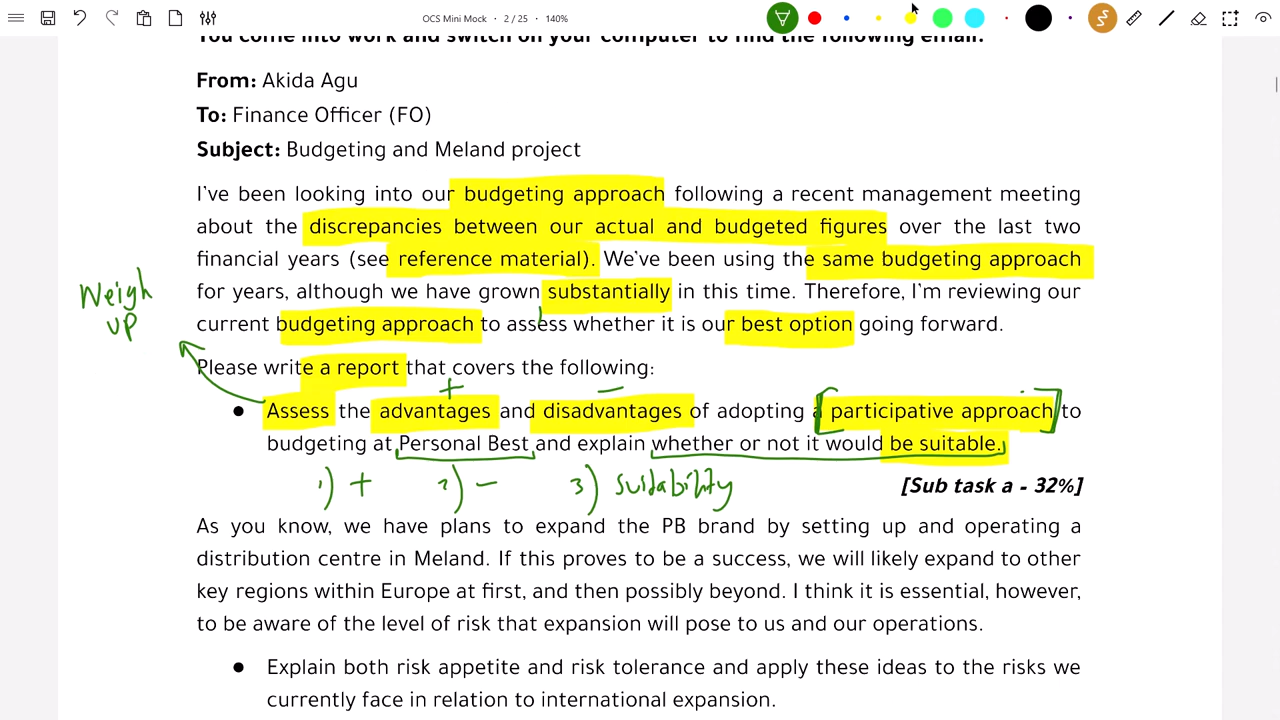 OCS Mini Mock • 2 / 25 • 140%
You come into work and switch on your computer to find the following email.
From: Akida Agu
To: Finance Officer (FO)
Subject: Budgeting and Meland project
I've been looking into our budgeting approach following a recent management meeting
about the discrepancies between our actual and budgeted figures over the last two
financial years (see reference material). We've been using the same budgeting approach
for years, although we have grown substantially in this time. Therefore, I'm reviewing our
current budgeting approach to assess whether it is our best option going forward.
Weigh
up
Please write a report that covers the following:
+ −
● Assess the advantages and disadvantages of adopting a participative approach to
budgeting at Personal Best and explain whether or not it would be suitable.
1) + 2) − 3) Suitability
[Sub task a - 32%]
As you know, we have plans to expand the PB brand by setting up and operating a
distribution centre in Meland. If this proves to be a success, we will likely expand to other
key regions within Europe at first, and then possibly beyond. I think it is essential, however,
to be aware of the level of risk that expansion will pose to us and our operations.
● Explain both risk appetite and risk tolerance and apply these ideas to the risks we
currently face in relation to international expansion.